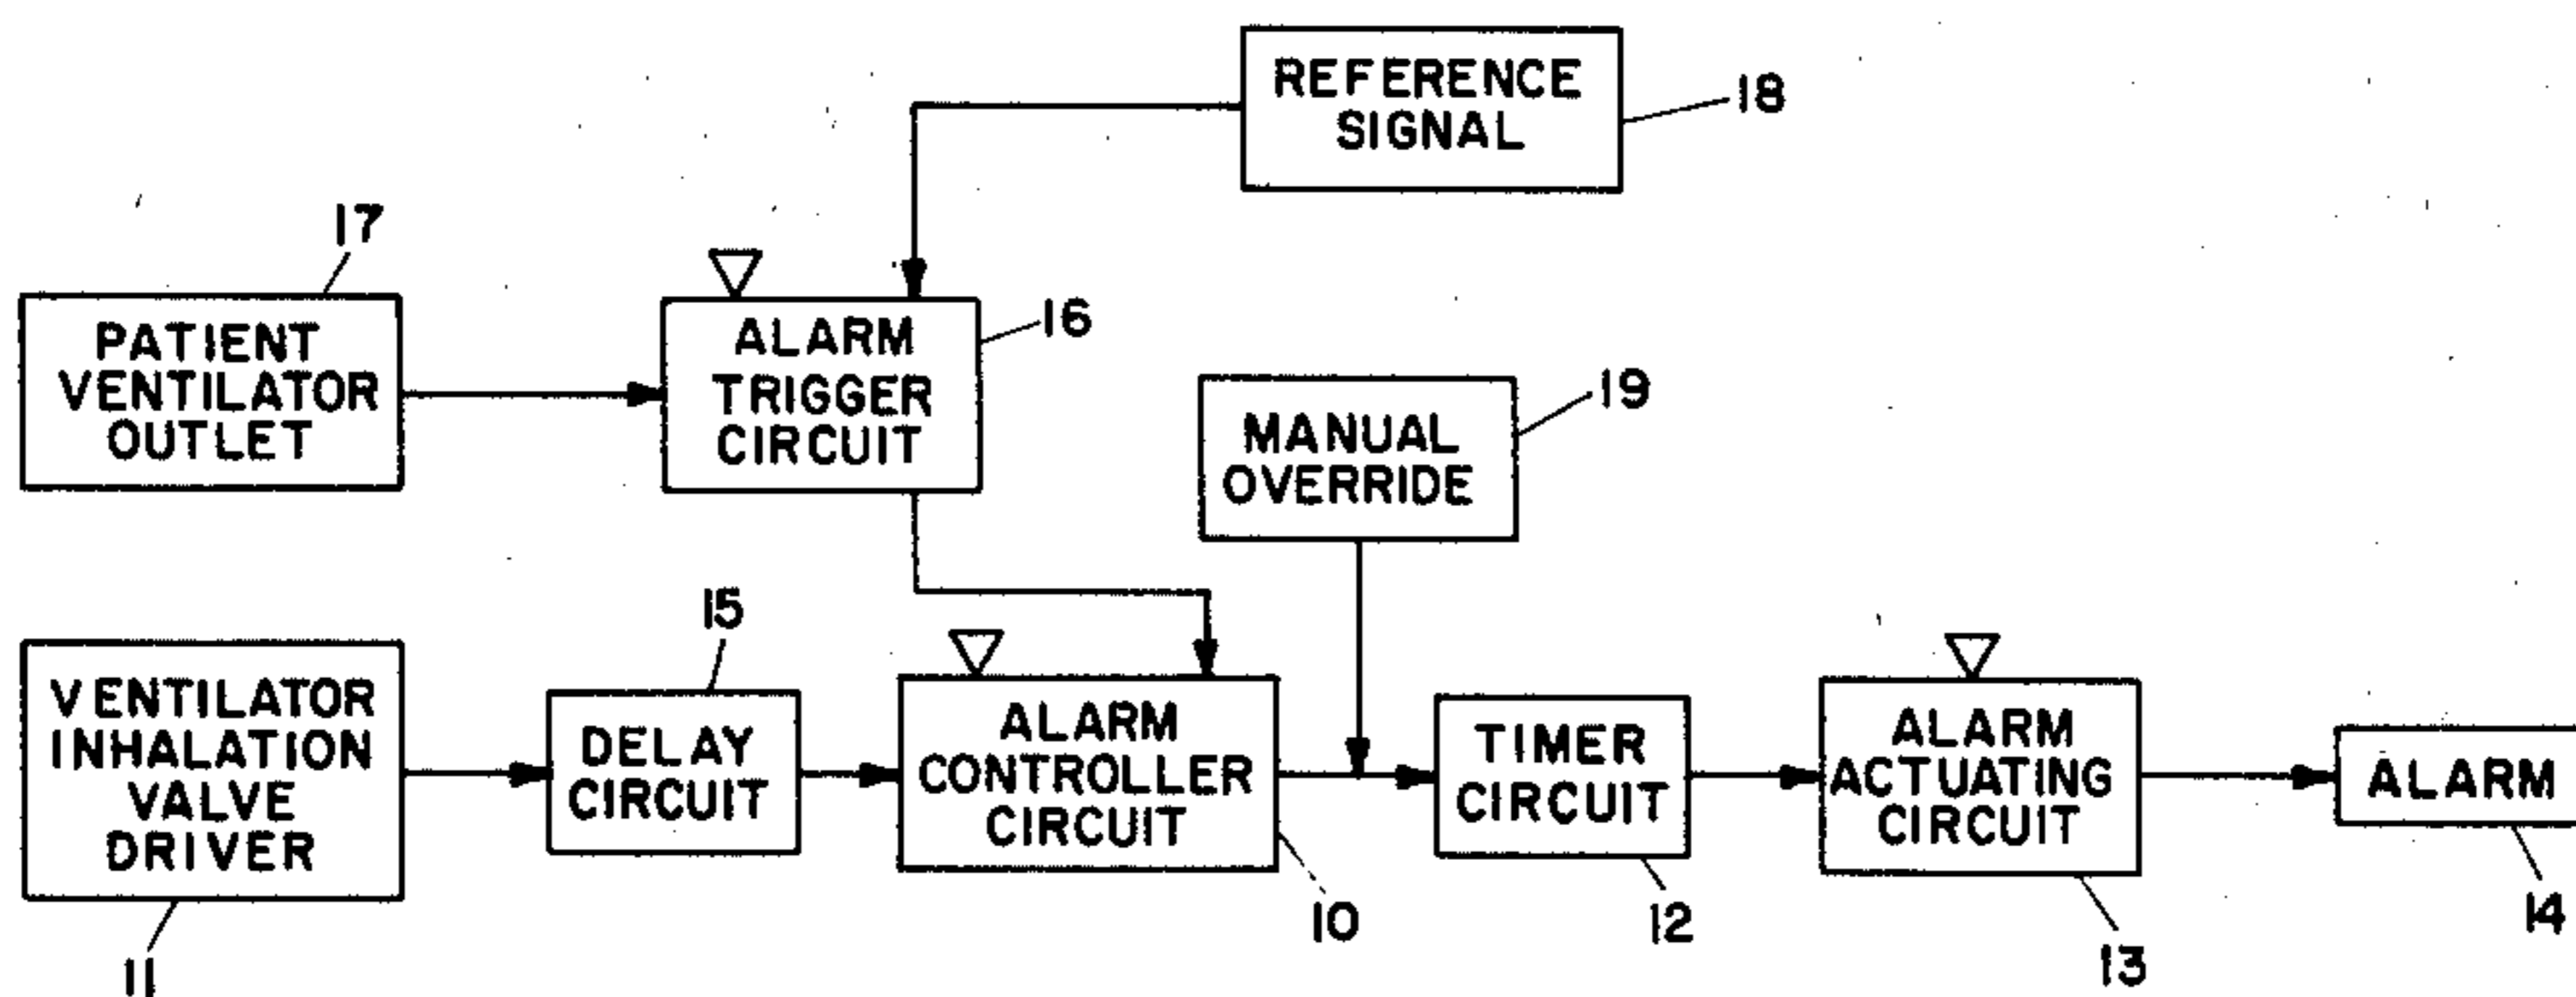 REFERENCE
SIGNAL
18
17
PATIENT
VENTILATOR
OUTLET
ALARM
TRIGGER
CIRCUIT
16
MANUAL
OVERRIDE
19
VENTILATOR
INHALATION
VALVE
DRIVER
11
15
DELAY
CIRCUIT
ALARM
CONTROLLER
CIRCUIT
10
TIMER
CIRCUIT
12
ALARM
ACTUATING
CIRCUIT
13
ALARM
14